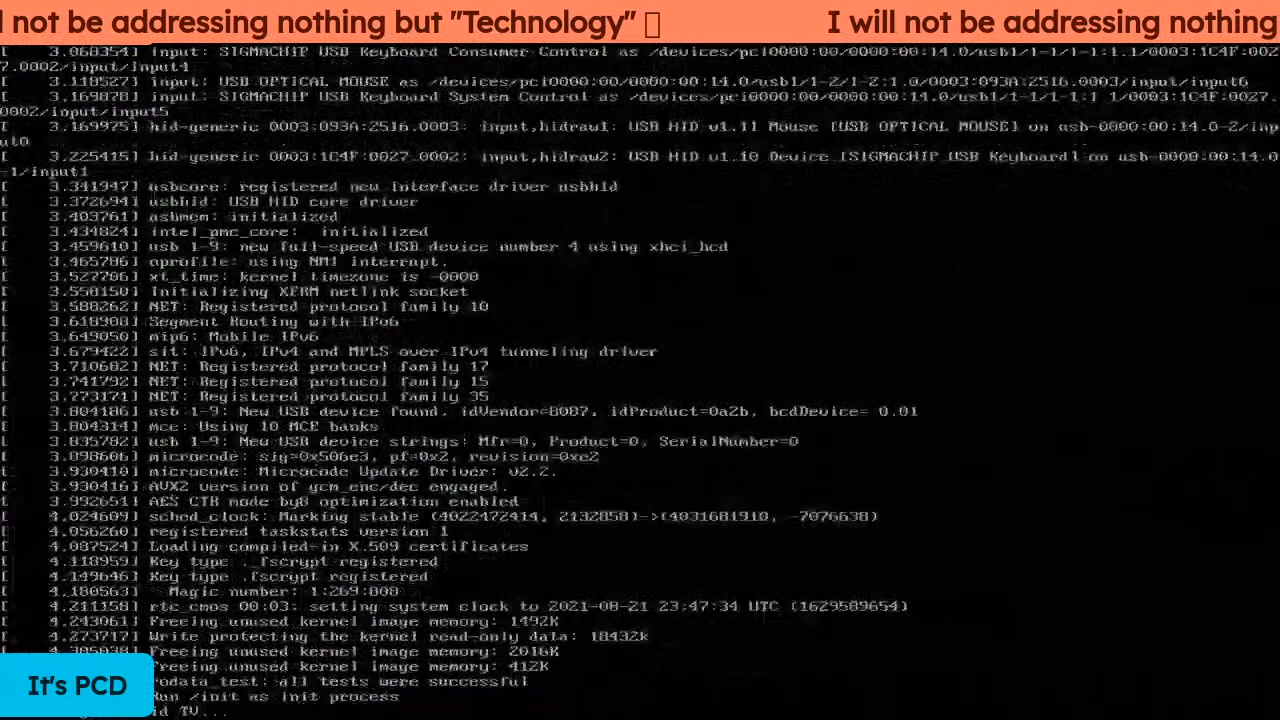 I not be addressing nothing but "Technology" I will not be addressing nothing
[ 3.068354] input: SIGMACHIP USB Keyboard Consumer Control as /devices/pci0000:00/0000:00:14.0/usb1/1-1/1-1:1.1/0003:1C4F:002
7.0002/input/input4
[ 3.118527] input: USB OPTICAL MOUSE as /devices/pci0000:00/0000:00:14.0/usb1/1-2/1-2:1.0/0003:093A:2516.0003/input/input6
[ 3.169878] input: SIGMACHIP USB Keyboard System Control as /devices/pci0000:00/0000:00:14.0/usb1/1-1/1-1:1.1/0003:1C4F:0027.
0002/input/input5
[ 3.169975] hid-generic 0003:093A:2516.0003: input,hidraw1: USB HID v1.11 Mouse [USB OPTICAL MOUSE] on usb-0000:00:14.0-2/inp
ut0
[ 3.225415] hid-generic 0003:1C4F:0027.0002: input,hidraw2: USB HID v1.10 Device [SIGMACHIP USB Keyboard] on usb-0000:00:14.0
-1/input1
[ 3.341947] usbcore: registered new interface driver usbhid
[ 3.372694] usbhid: USB HID core driver
[ 3.403761] usbmon: initialized
[ 3.434824] intel_pmc_core: initialized
[ 3.459610] usb 1-9: new full-speed USB device number 4 using xhci_hcd
[ 3.465786] oprofile: using NMI interrupt.
[ 3.527706] xt_time: kernel timezone is -0000
[ 3.558150] Initializing XFRM netlink socket
[ 3.588262] NET: Registered protocol family 10
[ 3.618908] Segment Routing with IPv6
[ 3.649050] mip6: Mobile IPv6
[ 3.679422] sit: IPv6, IPv4 and MPLS over IPv4 tunneling driver
[ 3.710682] NET: Registered protocol family 17
[ 3.741792] NET: Registered protocol family 15
[ 3.773171] NET: Registered protocol family 35
[ 3.804186] usb 1-9: New USB device found, idVendor=8087, idProduct=0a2b, bcdDevice= 0.01
[ 3.804314] mce: Using 10 MCE banks
[ 3.835782] usb 1-9: New USB device strings: Mfr=0, Product=0, SerialNumber=0
[ 3.898606] microcode: sig=0x506e3, pf=0x2, revision=0xe2
[ 3.930410] microcode: Microcode Update Driver: v2.2.
[ 3.930416] AVX2 version of gcm_enc/dec engaged.
[ 3.992651] AES CTR mode by8 optimization enabled
[ 4.024609] sched_clock: Marking stable (4022472414, 2132858)->(4031681910, -7076638)
[ 4.056260] registered taskstats version 1
[ 4.087524] Loading compiled-in X.509 certificates
[ 4.118959] Key type ._fscrypt registered
[ 4.149646] Key type .fscrypt registered
[ 4.180563] Magic number: 1:269:808
[ 4.211158] rtc_cmos 00:03: setting system clock to 2021-08-21 23:47:34 UTC (1629589654)
[ 4.243061] Freeing unused kernel image memory: 1492K
[ 4.273717] Write protecting the kernel read-only data: 18432k
[ 4.305038] Freeing unused kernel image memory: 2016K
Freeing unused kernel image memory: 412K
rodata_test: all tests were successful
Run /init as init process
id TV...
It's PCD